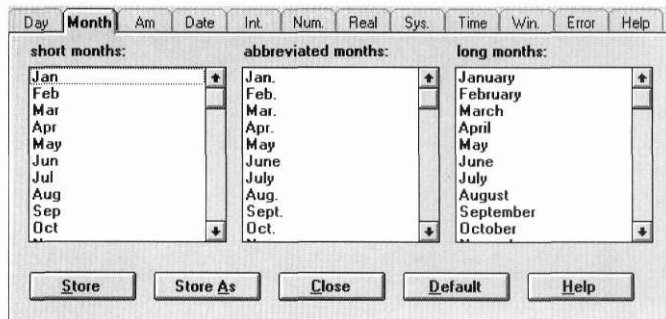 Day Month Am Date Int. Num. Real Sys. Time Win. Error Help
short months: abbreviated months: long months:
Jan Jan. January
Feb Feb. February
Mar Mar. March
Apr Apr. April
May May May
Jun June June
Jul July July
Aug Aug. August
Sep Sept. September
Oct Oct. October
Store Store As Close Default Help